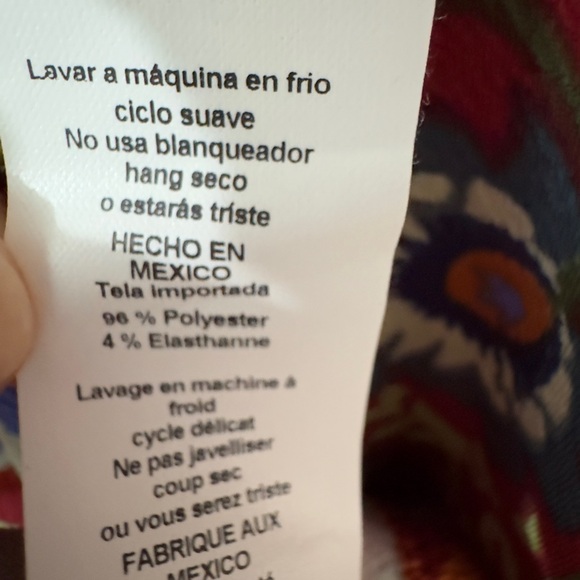 Lavar a máquina en frio
ciclo suave
No usa blanqueador
hang seco
o estarás triste
HECHO EN
MEXICO
Tela importada
96 % Polyester
4 % Elasthanne
Lavage en machine à
froid
cycle délicat
Ne pas javelliser
coup sec
ou vous serez triste
FABRIQUE AUX
MEXICO